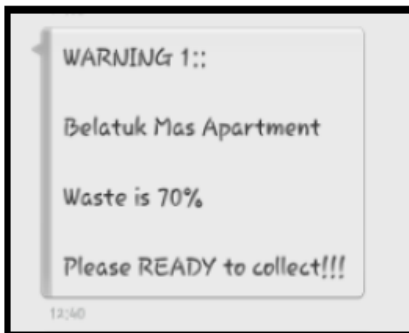 WARNING 1::
Belatuk Mas Apartment
Waste is 70%
Please READY to collect!!!
12:40